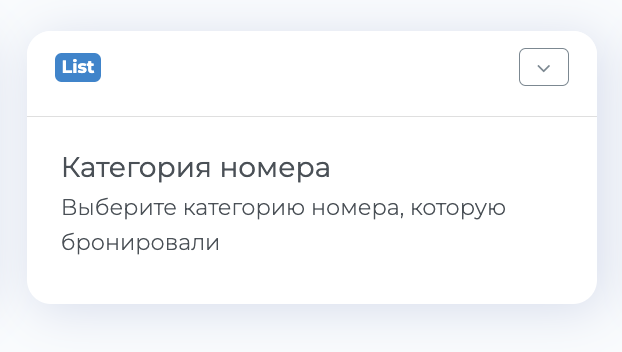 List
Категория номера
Выберите категорию номера, которую
бронировали